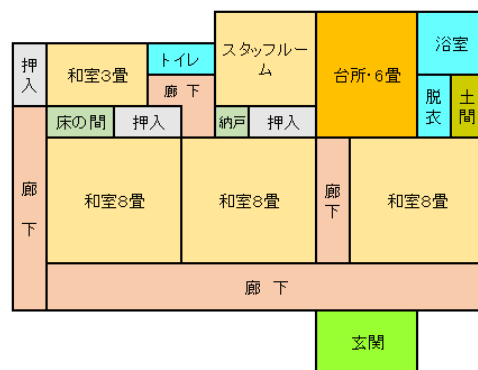 スタッフルー
ム
台所・6畳
浴室
押
入
和室3畳
トイレ
廊 下
脱
衣
土
間
床の間
押入
納戸
押入
廊
下
和室8畳
和室8畳
廊
下
和室8畳
廊 下
玄関